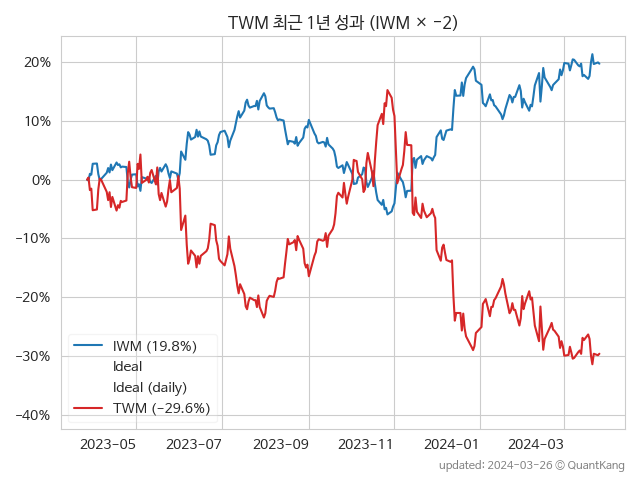 TWM 최근 1년 성과 (IWM × −2)
20%
10%
0%
−10%
−20%
−30%
−40%
IWM (19.8%)
Ideal
Ideal (daily)
TWM (−29.6%)
2023−05 2023−07 2023−09 2023−11 2024−01 2024−03
updated: 2024−03−26 © QuantKang